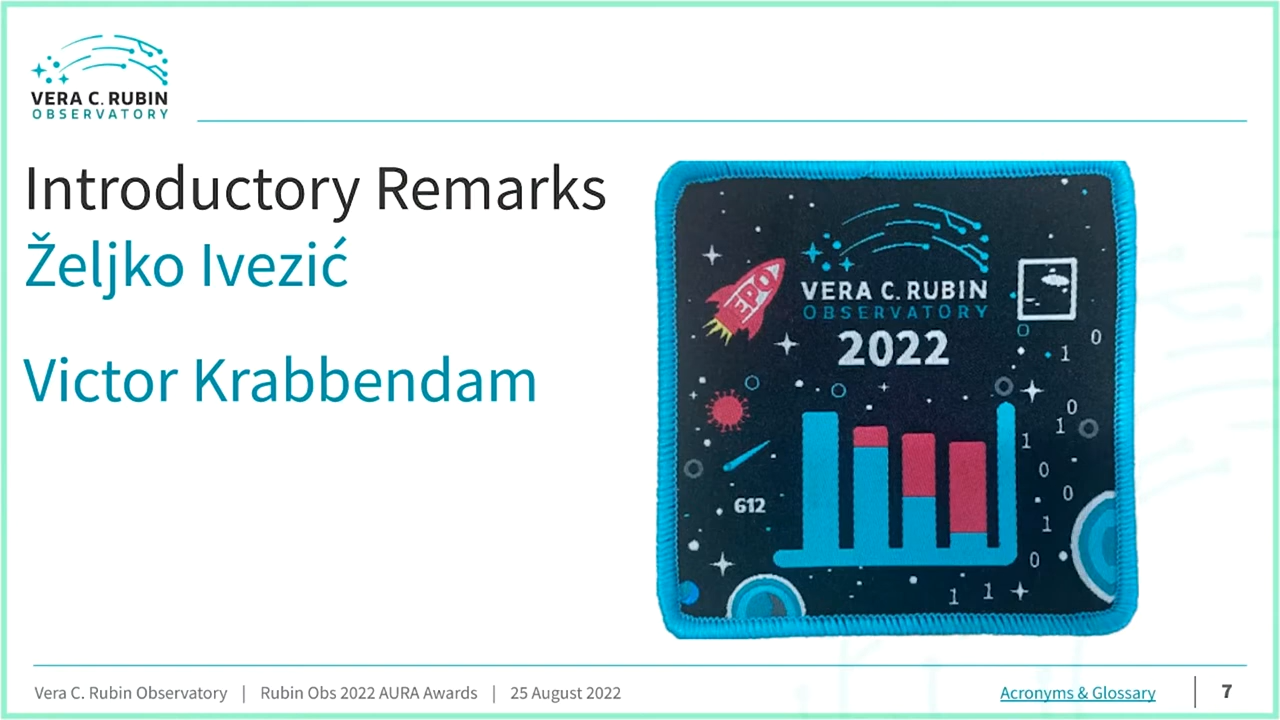 VERA C. RUBIN
OBSERVATORY
Introductory Remarks
Željko Ivezić
Victor Krabbendam
EPO
VERA C. RUBIN
OBSERVATORY
2022
612
0
1
0
1
1
0
0
1
0
1
1
Vera C. Rubin Observatory | Rubin Obs 2022 AURA Awards | 25 August 2022
Acronyms & Glossary | 7